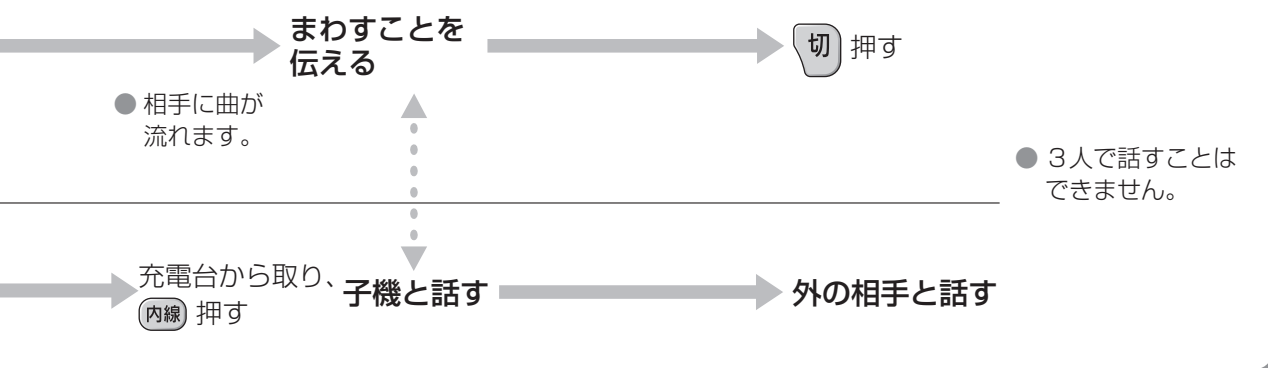 まわすことを
伝える
切 押す
● 相手に曲が
流れます。
● 3人で話すことは
できません。
充電台から取り、
内線 押す
子機と話す
外の相手と話す